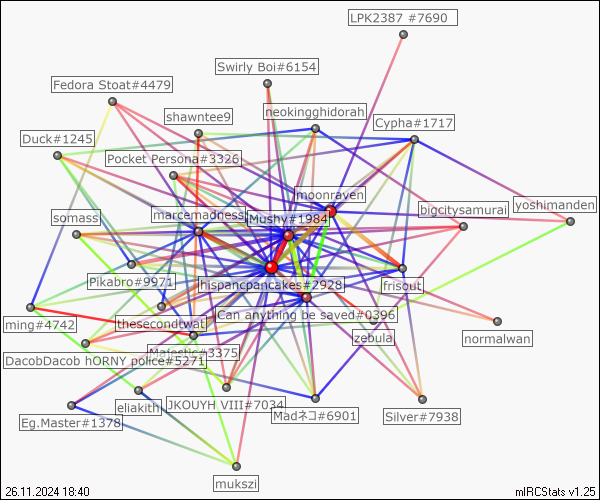 LPK2387 #7690
Swirly Boi#6154
Fedora Stoat#4479
shawntee9
neokingghidorah
Cypha#1717
Duck#1245
Pocket Persona#3326
moonraven
yoshimanden
somass
marcemadness
Mushy#1984
bigcitysamurai
Pikabro#9971
hispancpancakes#2928
frisout
ming#4742
thesecondtwat
Can anything be saved#0396
zebula
normalwan
Majestic#3375
DacobDacob hORNY police#5271
eliakith
JKOUYH VIII#7034
Madネコ#6901
Silver#7938
Eg.Master#1378
mukszi
26.11.2024 18:40
mIRCStats v1.25